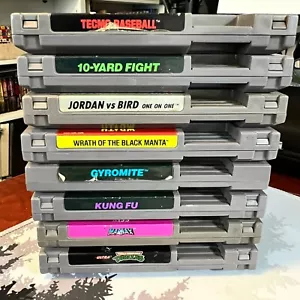 TECMO BASEBALL
10-YARD FIGHT
JORDAN vs BIRD ONE ON ONE
WRATH
WRATH OF THE BLACK MANTA
GYROMITE
KUNG FU